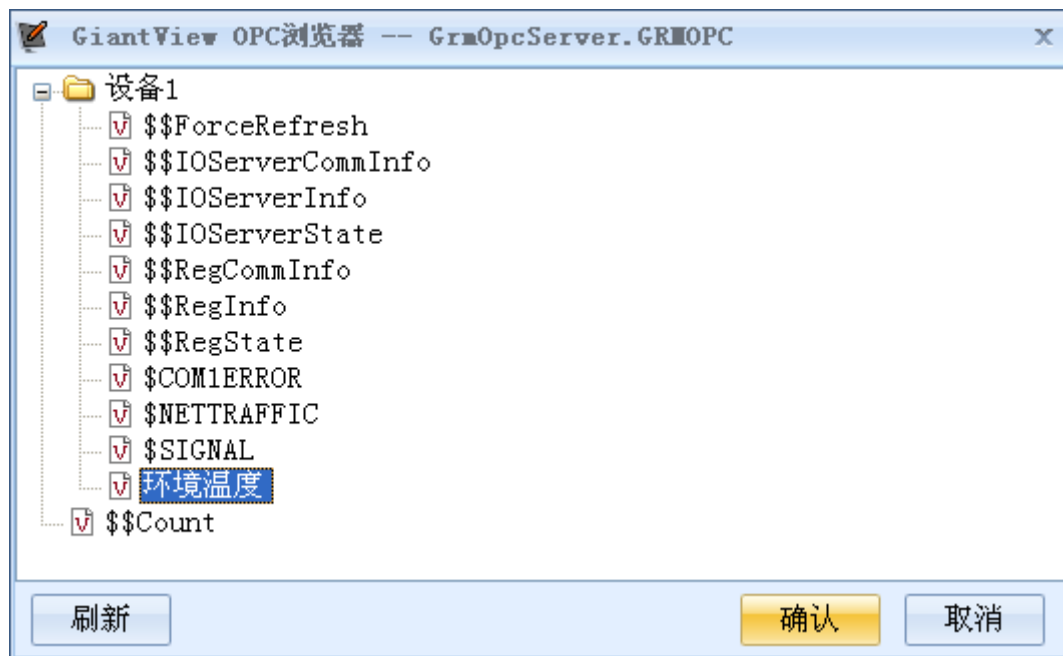 GiantView OPC浏览器 -- GrmOpcServer.GRMOPC
设备1
$$ForceRefresh
$$IOServerCommInfo
$$IOServerInfo
$$IOServerState
$$RegCommInfo
$$RegInfo
$$RegState
$COM1ERROR
$NETTRAFFIC
$SIGNAL
环境温度
$$Count
刷新 确认 取消